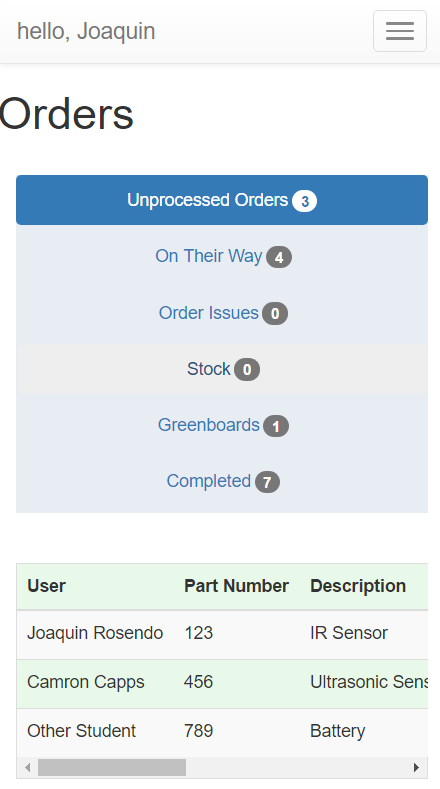 hello, Joaquin
Orders
Unprocessed Orders 3
On Their Way 4
Order Issues 0
Stock 0
Greenboards 1
Completed 7
User Part Number Description
Joaquin Rosendo 123 IR Sensor
Camron Capps 456 Ultrasonic Sens
Other Student 789 Battery